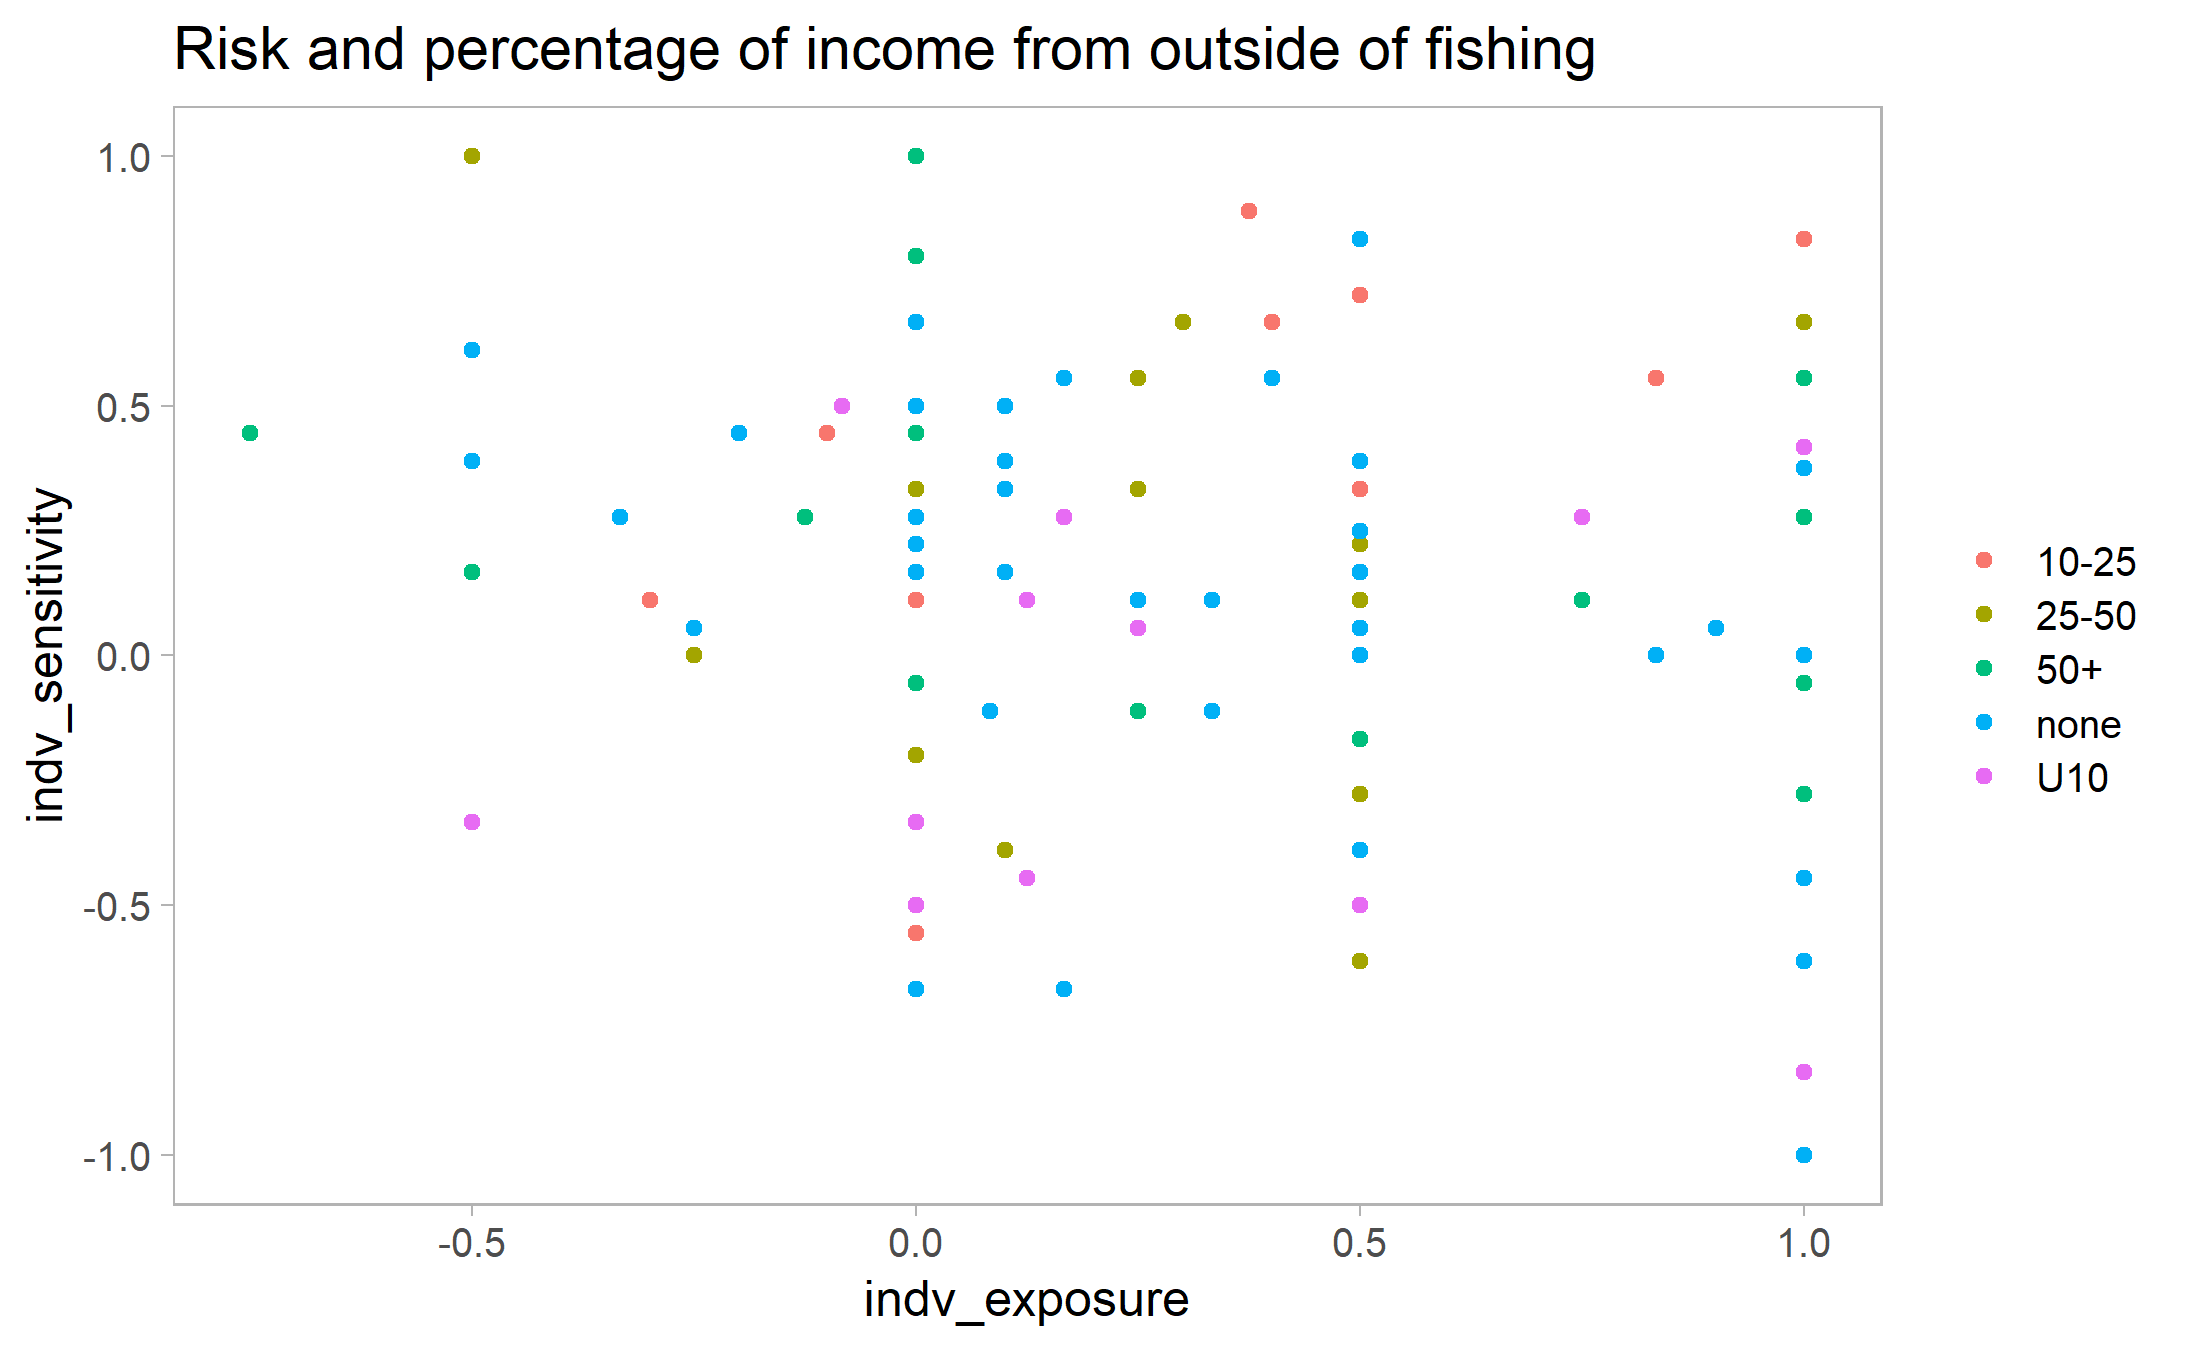 Risk and percentage of income from outside of fishing
1.0
0.5
0.0
-0.5
-1.0
indv_sensitivity
-0.5
0.0
0.5
1.0
indv_exposure
10-25
25-50
50+
none
U10